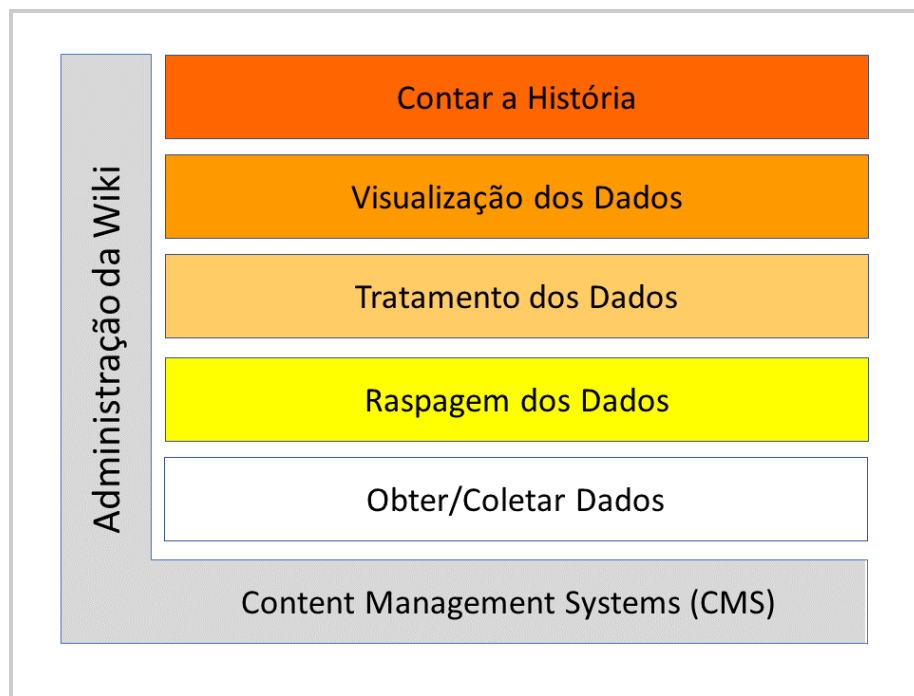 Contar a História
Visualização dos Dados
Tratamento dos Dados
Raspagem dos Dados
Obter/Coletar Dados
Administração da Wiki
Content Management Systems (CMS)